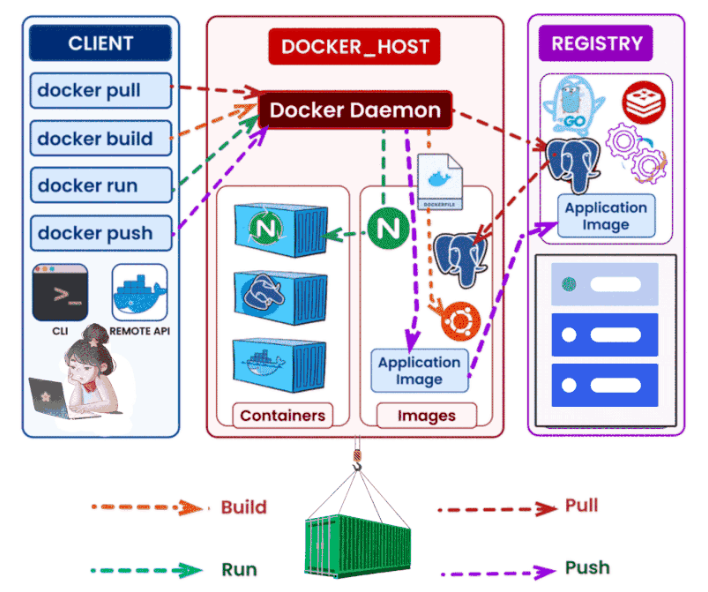 CLIENT
docker pull
docker build
docker run
docker push
>_
CLI
REMOTE API
DOCKER_HOST
Docker Daemon
DOCKERFILE
N
N
Application
Image
Containers
Images
REGISTRY
GO
Application
Image
Build
Run
Pull
Push